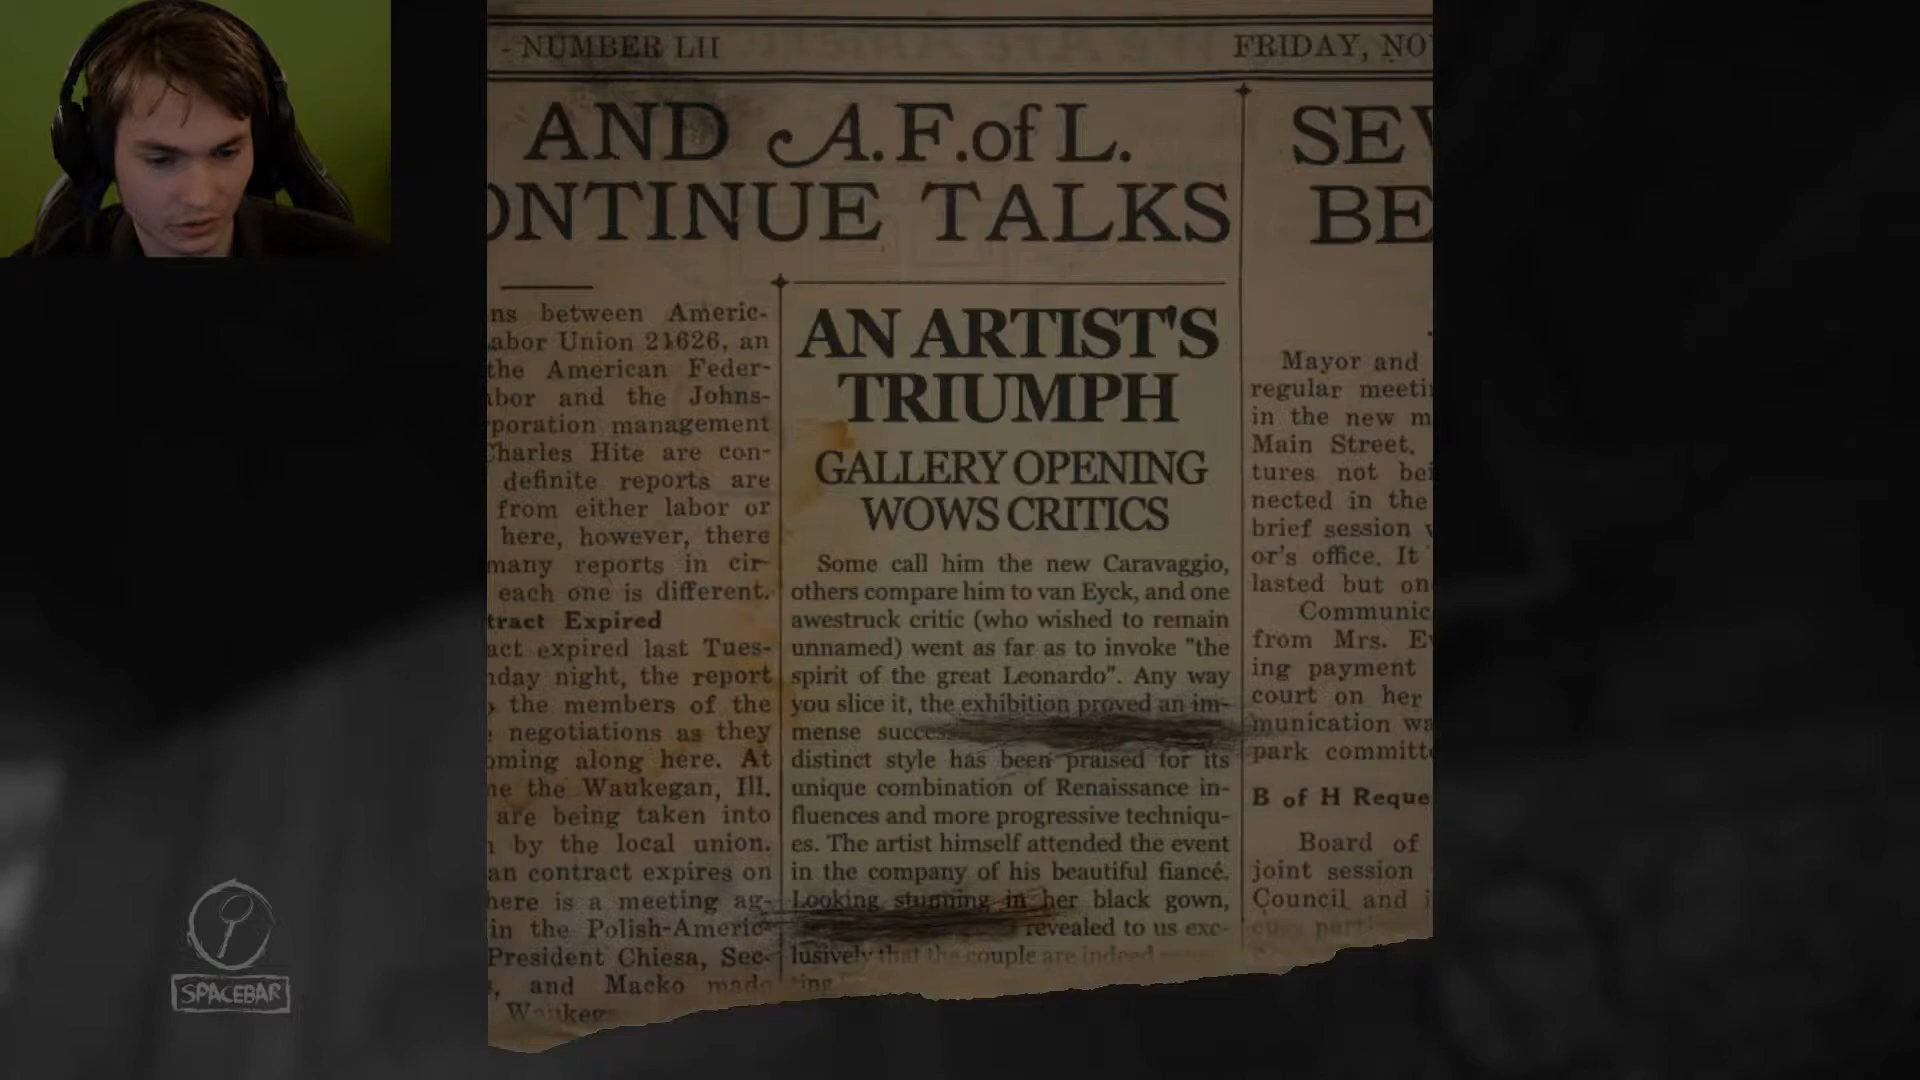 - NUMBER LII
FRIDAY, NO
AND A.F. of L.
ONTINUE TALKS
SE
BE
ns between Americ-
abor Union 21626, an
the American Feder-
bor and the Johns-
poration management
Charles Hite are con-
definite reports are
from either labor or
here, however, there
many reports in cir-
each one is different.
tract Expired
act expired last Tues-
day night, the report
the members of the
negotiations as they
oming along here. At
he the Waukegan, Ill.
are being taken into
by the local union.
an contract expires on
here is a meeting ag-
in the Polish-Americ-
President Chiesa, Sec-
, and Macko made
Waukeg
AN ARTIST'S
TRIUMPH
GALLERY OPENING
WOWS CRITICS
Some call him the new Caravaggio,
others compare him to van Eyck, and one
awestruck critic (who wished to remain
unnamed) went as far as to invoke "the
spirit of the great Leonardo". Any way
you slice it, the exhibition proved an im-
mense succes
distinct style has been praised for its
unique combination of Renaissance in-
fluences and more progressive techniqu-
es. The artist himself attended the event
in the company of his beautiful fiancé.
Looking stunning in her black gown,
revealed to us exc-
lusively that the couple are indeed
ting
Mayor and
regular meeti
in the new m
Main Street.
tures not bei
nected in the
brief session
or's office. It
lasted but on
Communic
from Mrs. E
ing payment
court on her
munication wa
park committ
B of H Reque
Board of
joint session
Council and i
SPACEBAR